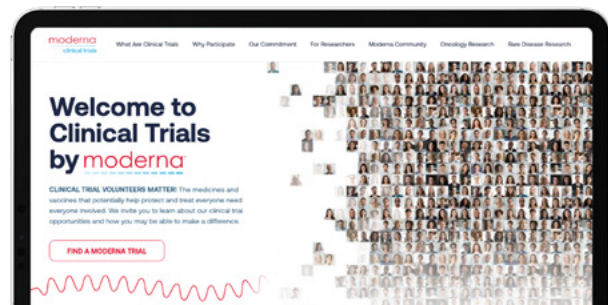 moderna
clinical trials
What Are Clinical Trials Why Participate Our Commitment For Researchers Moderna Community Oncology Research Rare Disease Research
Welcome to
Clinical Trials
by moderna
CLINICAL TRIAL VOLUNTEERS MATTER! The medicines and
vaccines that potentially help protect and treat everyone need
everyone involved. We invite you to learn about our clinical trial
opportunities and how you may be able to make a difference.
FIND A MODERNA TRIAL